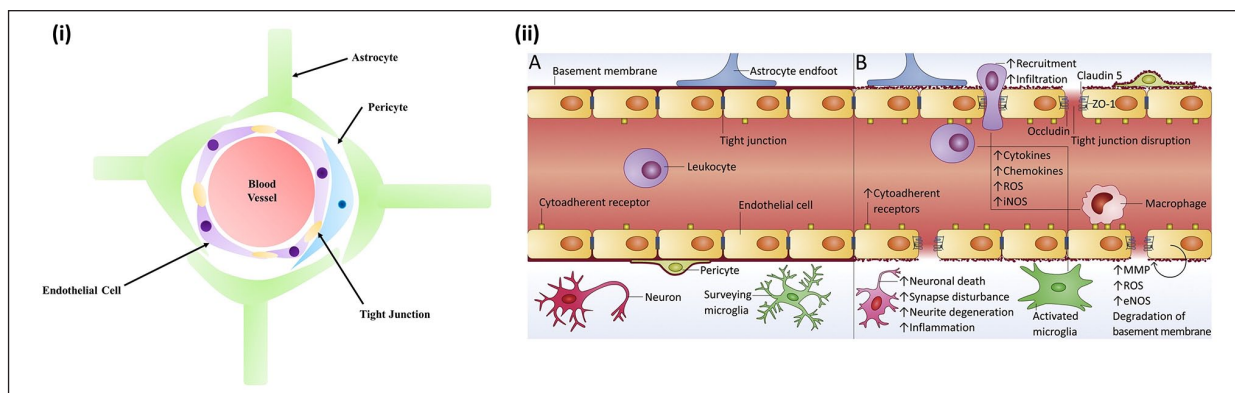 (i)
Astrocyte
Pericyte
Blood
Vessel
Endothelial Cell
Tight Junction
(ii)
A
Basement membrane
Astrocyte endfoot
Tight junction
Leukocyte
Cytoadherent receptor
Endothelial cell
Pericyte
Neuron
Surveying
microglia
B
↑Recruitment
↑Infiltration
Claudin 5
ZO-1
Occludin
Tight junction disruption
↑Cytokines
↑Chemokines
↑ROS
↑iNOS
↑Cytoadherent
receptors
Macrophage
↑Neuronal death
↑Synapse disturbance
↑Neurite degeneration
↑Inflammation
Activated
microglia
↑MMP
↑ROS
↑eNOS
Degradation of
basement membrane